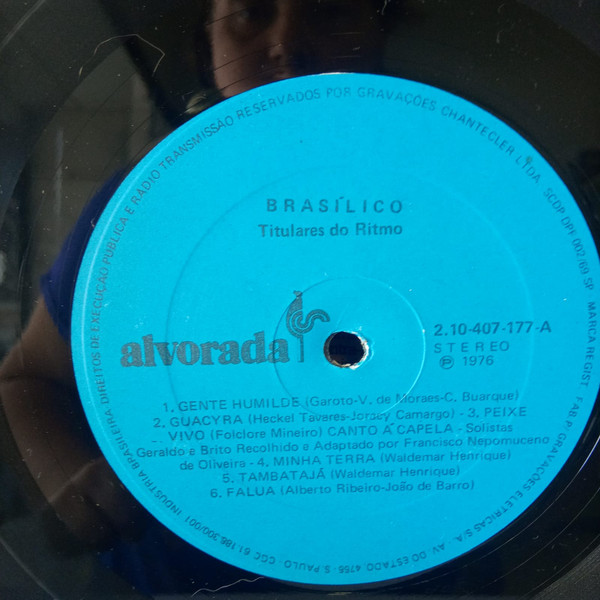 BRASÍLICO
Titulares do Ritmo
alvorada
2.10-407-177-A
STEREO
Ⓟ 1976
1. GENTE HUMILDE (Garoto-V. de Moraes-C. Buarque)
2. GUACYRA (Heckel Tavares-Joracy Camargo) - 3. PEIXE
VIVO (Folclore Mineiro) CANTO À CAPELA - Solistas
Geraldo e Brito Recolhido e Adaptado por Francisco Nepomuceno
de Oliveira - 4. MINHA TERRA (Waldemar Henrique)
5. TAMBATAJÁ (Waldemar Henrique)
6. FALUA (Alberto Ribeiro-João de Barro)
INDÚSTRIA BRASILEIRA DIREITOS DE EXECUÇÃO PÚBLICA E RÁDIO TRANSMISSÃO RESERVADOS POR GRAVAÇÕES CHANTECLER LTDA. SCDP DPF 002/69 SP MARCA REGIST. FAB. P/ GRAVAÇÕES ELÉTRICAS S/A. AV. DO ESTADO 4755 - S. PAULO CGC 61.186.300/001